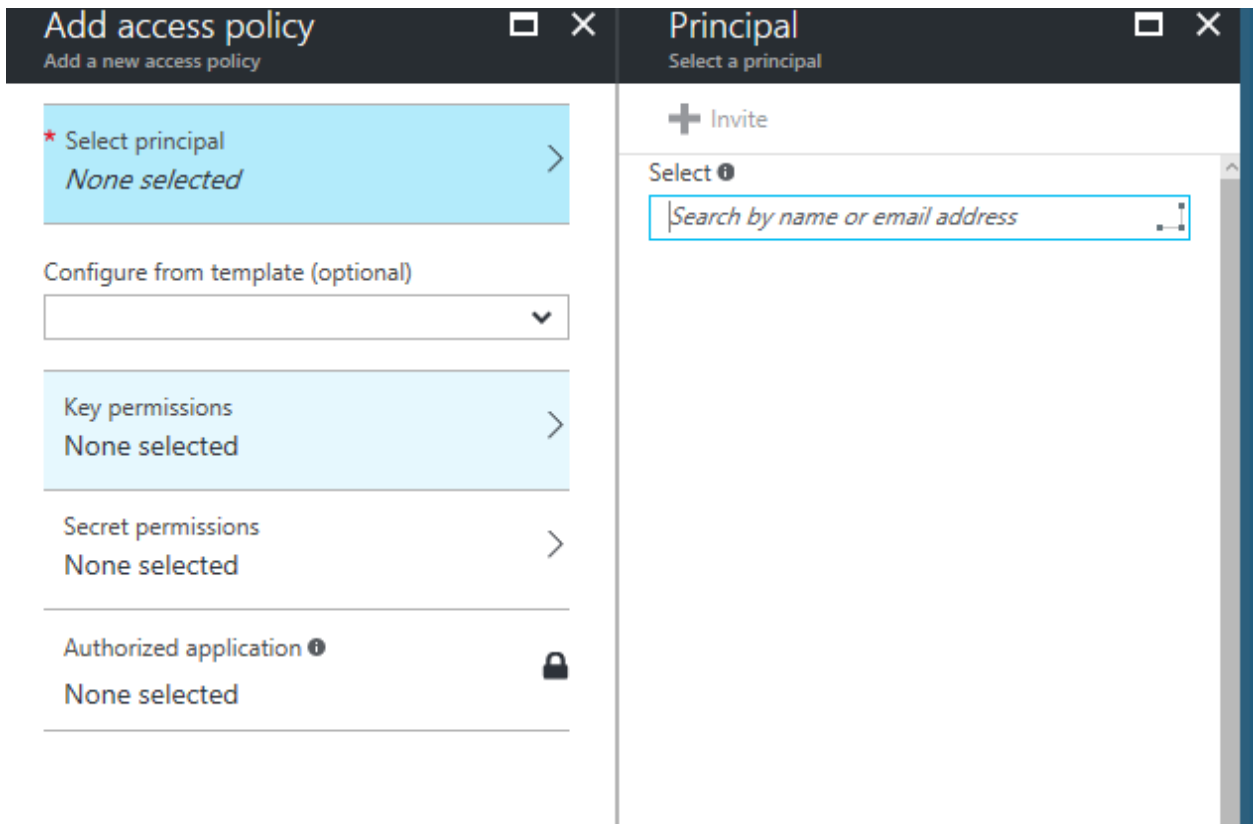 Add access policy
Add a new access policy
* Select principal
None selected
Configure from template (optional)
Key permissions
None selected
Secret permissions
None selected
Authorized application
None selected
Principal
Select a principal
Invite
Select
Search by name or email address